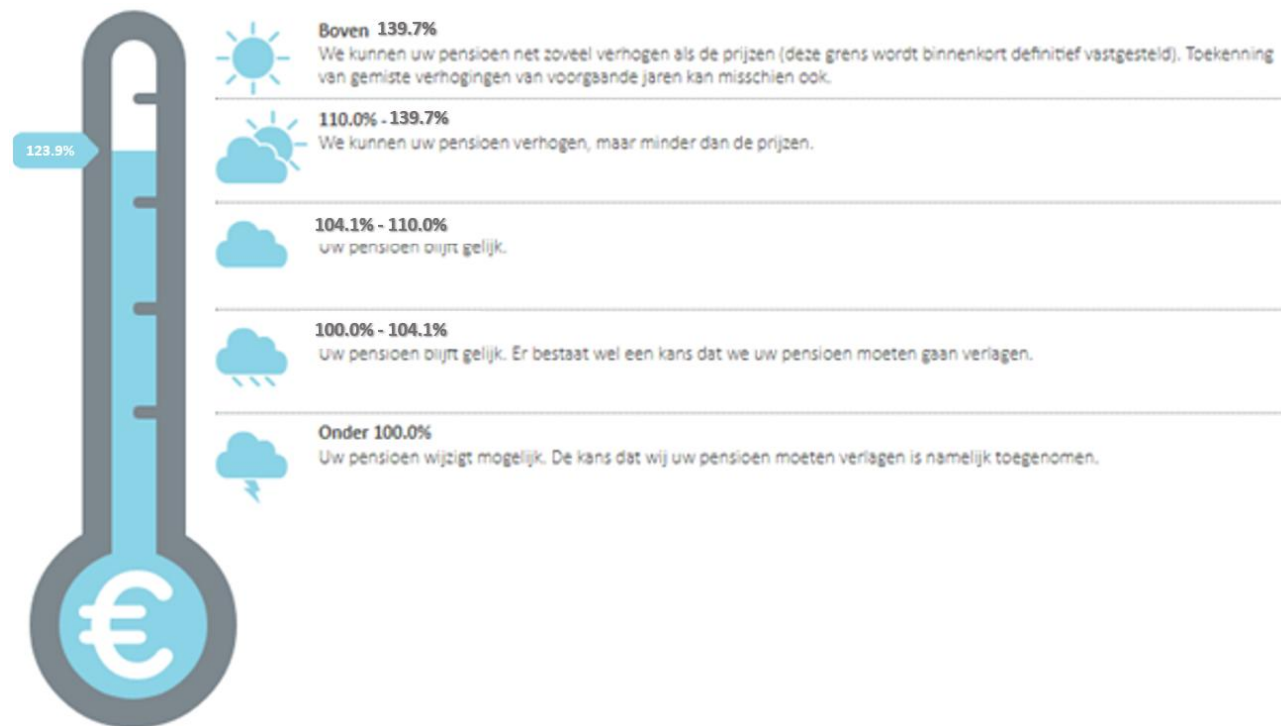 Boven 139.7%
We kunnen uw pensioen net zoveel verhogen als de prijzen (deze grens wordt binnenkort definitief vastgesteld). Toekenning
van gemiste verhogingen van voorgaande jaren kan misschien ook.
110.0% - 139.7%
We kunnen uw pensioen verhogen, maar minder dan de prijzen.
123.9%
104.1% - 110.0%
Uw pensioen blijft gelijk.
100.0% - 104.1%
Uw pensioen blijft gelijk. Er bestaat wel een kans dat we uw pensioen moeten gaan verlagen.
Onder 100.0%
Uw pensioen wijzigt mogelijk. De kans dat wij uw pensioen moeten verlagen is namelijk toegenomen.
€